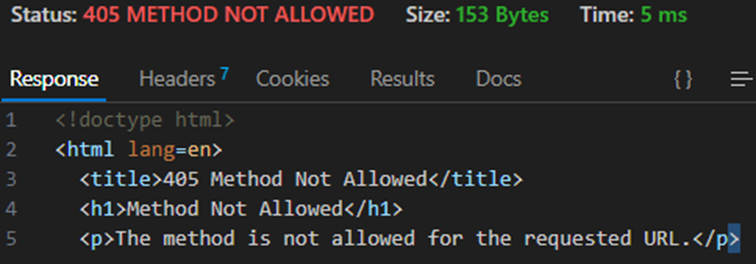 Status: 405 METHOD NOT ALLOWED Size: 153 Bytes Time: 5 ms
Response Headers 7 Cookies Results Docs {}
1 <!doctype html>
2 <html lang=en>
3 <title>405 Method Not Allowed</title>
4 <h1>Method Not Allowed</h1>
5 <p>The method is not allowed for the requested URL.</p>